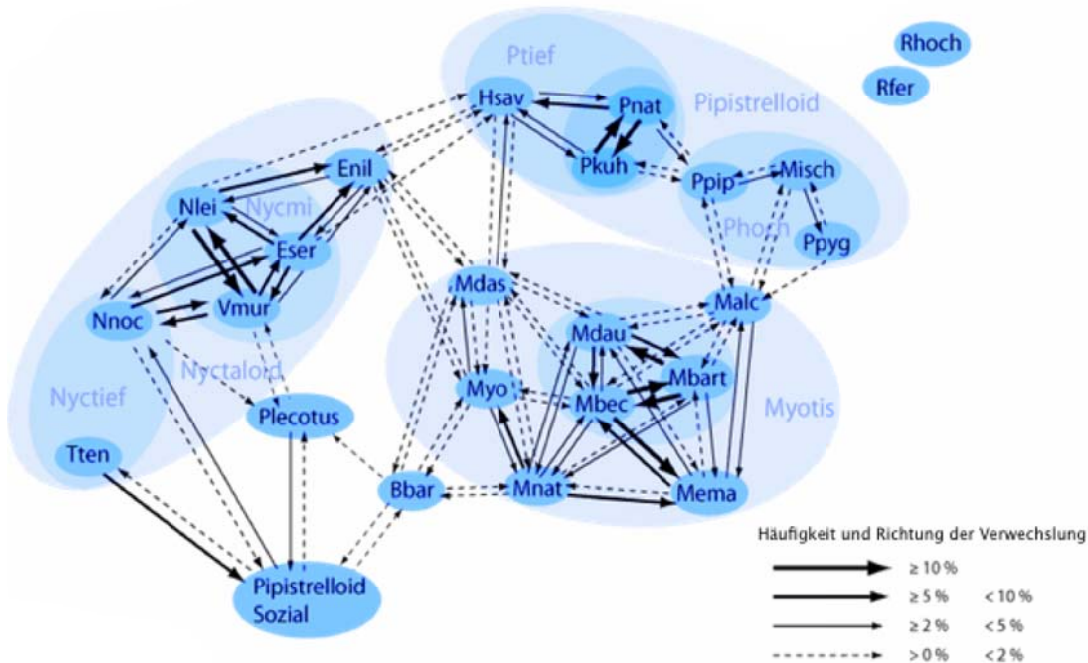 Rhoch
Rfer
Ptief
Hsav
Pnat
Pipistrelloid
Pkuh
Ppip
Misch
Phoch
Ppyg
Enil
Nlei
Nycmi
Eser
Nnoc
Vmur
Nyctaloid
Nyctief
Tten
Plecotus
Mdas
Malc
Mdau
Mbart
Myo
Mbec
Myotis
Bbar
Mnat
Mema
Pipistrelloid
Sozial
Häufigkeit und Richtung der Verwechslung
≥ 10 %
≥ 5 % < 10 %
≥ 2 % < 5 %
> 0 % < 2 %